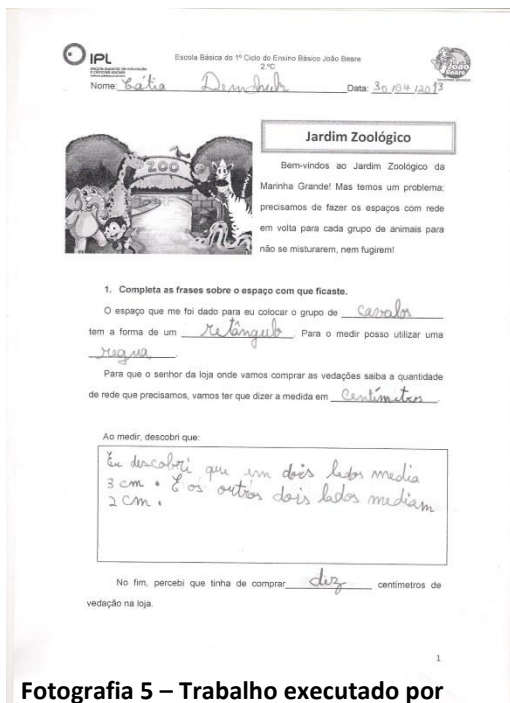 IPL
Escola Básica do 1º Ciclo do Ensino Básico João Beare
2 ºC
Nome: Cátia Data: 30/04/2013
João
Beare
ZOO
Jardim Zoológico
Bem-vindos ao Jardim Zoológico da
Marinha Grande! Mas temos um problema:
precisamos de fazer os espaços com rede
em volta para cada grupo de animais para
não se misturarem, nem fugirem!
1. Completa as frases sobre o espaço com que ficaste.
O espaço que me foi dado para eu colocar o grupo de cavalos
tem a forma de um retângulo. Para o medir posso utilizar uma
regua.
Para que o senhor da loja onde vamos comprar as vedações saiba a quantidade
de rede que precisamos, vamos ter que dizer a medida em centímetros.
Ao medir, descobri que:
Eu descobri que em dois lados media
3 cm. E os outros dois lados mediam
2 cm.
No fim, percebi que tinha de comprar dez centímetros de
vedação na loja.
1
Fotografia 5 – Trabalho executado por